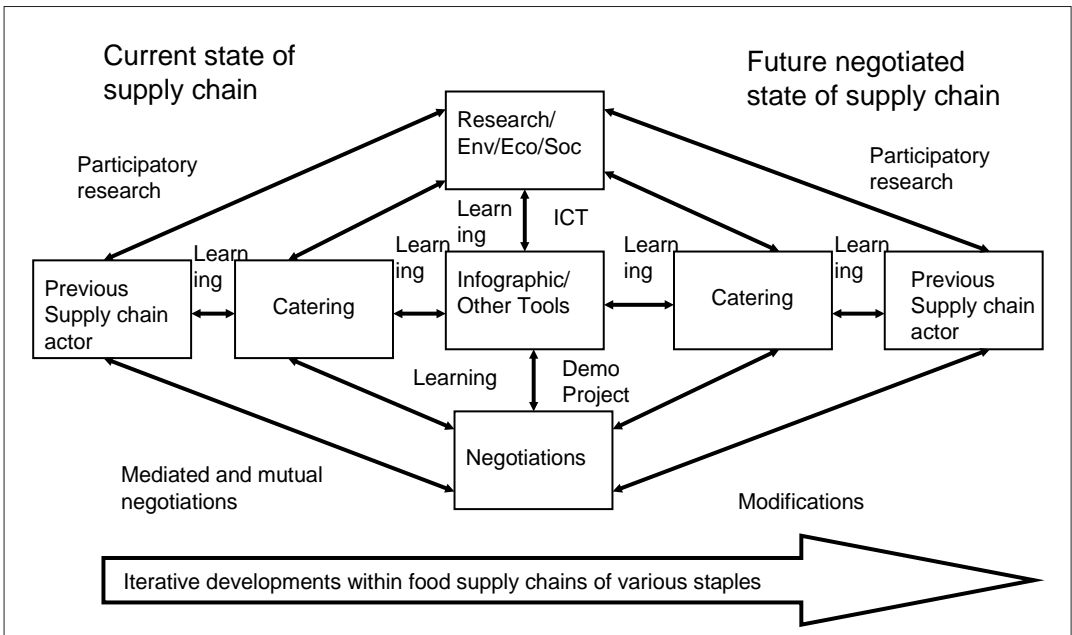 Current state of
supply chain
Future negotiated
state of supply chain
Research/
Env/Eco/Soc
Participatory
research
Participatory
research
Learn
ing
ICT
Learn
ing
Learn
ing
Learn
ing
Learn
ing
Previous
Supply chain
actor
Catering
Infographic/
Other Tools
Catering
Previous
Supply chain
actor
Learning
Demo
Project
Negotiations
Mediated and mutual
negotiations
Modifications
Iterative developments within food supply chains of various staples